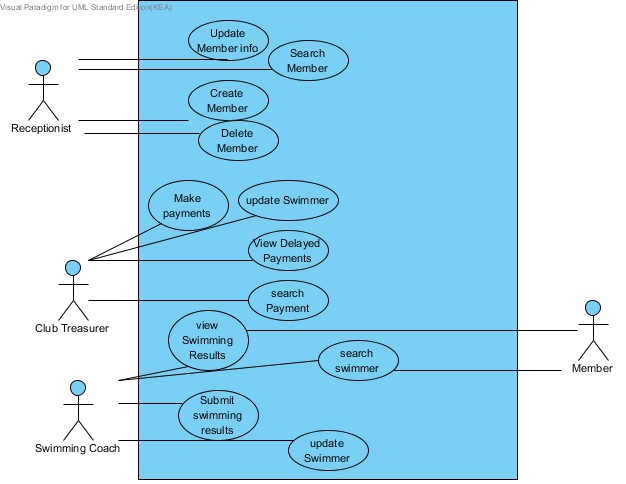 Visual Paradigm for UML Standard Edition(KEA)
Update
Member info
Search
Member
Receptionist
Create
Member
Delete
Member
Make
payments
update Swimmer
View Delayed
Payments
Club Treasurer
search
Payment
view
Swimming
Results
search
swimmer
Member
Swimming Coach
Submit
swimming
results
update
Swimmer